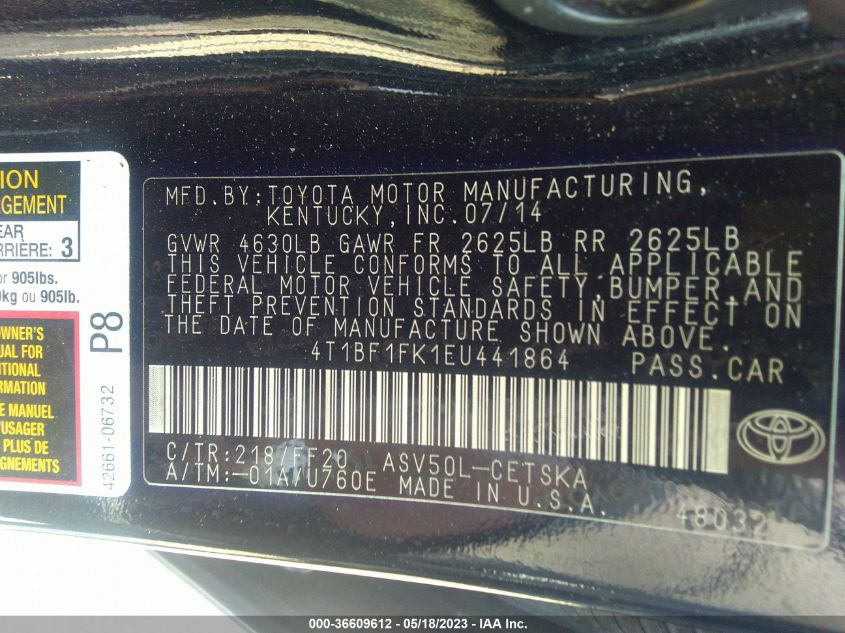 ION
GEMENT
EAR
RRIÈRE: 3
or 905lbs.
0kg ou 905lb.
OWNER'S
UAL FOR
ITIONAL
RMATION
E MANUEL
'USAGER
PLUS DE
IGNEMENTS
P8
42661-06732
MFD. BY: TOYOTA MOTOR MANUFACTURING,
KENTUCKY, INC. 07/14
GVWR 4630LB GAWR FR 2625LB RR 2625LB
THIS VEHICLE CONFORMS TO ALL APPLICABLE
FEDERAL MOTOR VEHICLE SAFETY, BUMPER, AND
THEFT PREVENTION STANDARDS IN EFFECT ON
THE DATE OF MANUFACTURE SHOWN ABOVE.
4T1BF1FK1EU441864 PASS. CAR
C/TR: 218/FF20 ASV50L-CETSKA
A/TM: -01A/U760E MADE IN U.S.A.
48032
000-36609612 - 05/18/2023 - IAA Inc.